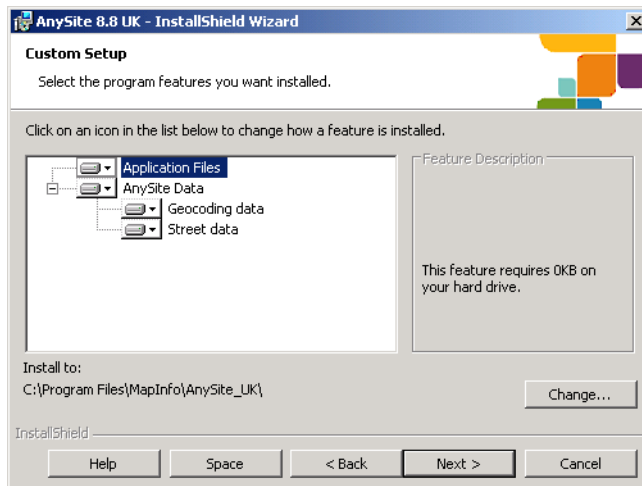 AnySite 8.8 UK - InstallShield Wizard
Custom Setup
Select the program features you want installed.
Click on an icon in the list below to change how a feature is installed.
Application Files
AnySite Data
Geocoding data
Street data
Feature Description
This feature requires 0KB on
your hard drive.
Install to:
C:\Program Files\MapInfo\AnySite_UK\
Change...
InstallShield
Help
Space
< Back
Next >
Cancel